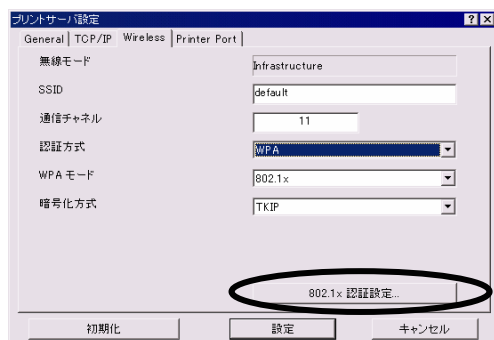 プリントサーバ設定
General TCP/IP Wireless Printer Port
無線モード Infrastructure
SSID default
通信チャネル 11
認証方式 WPA
WPA モード 802.1x
暗号化方式 TKIP
802.1x 認証設定...
初期化 設定 キャンセル